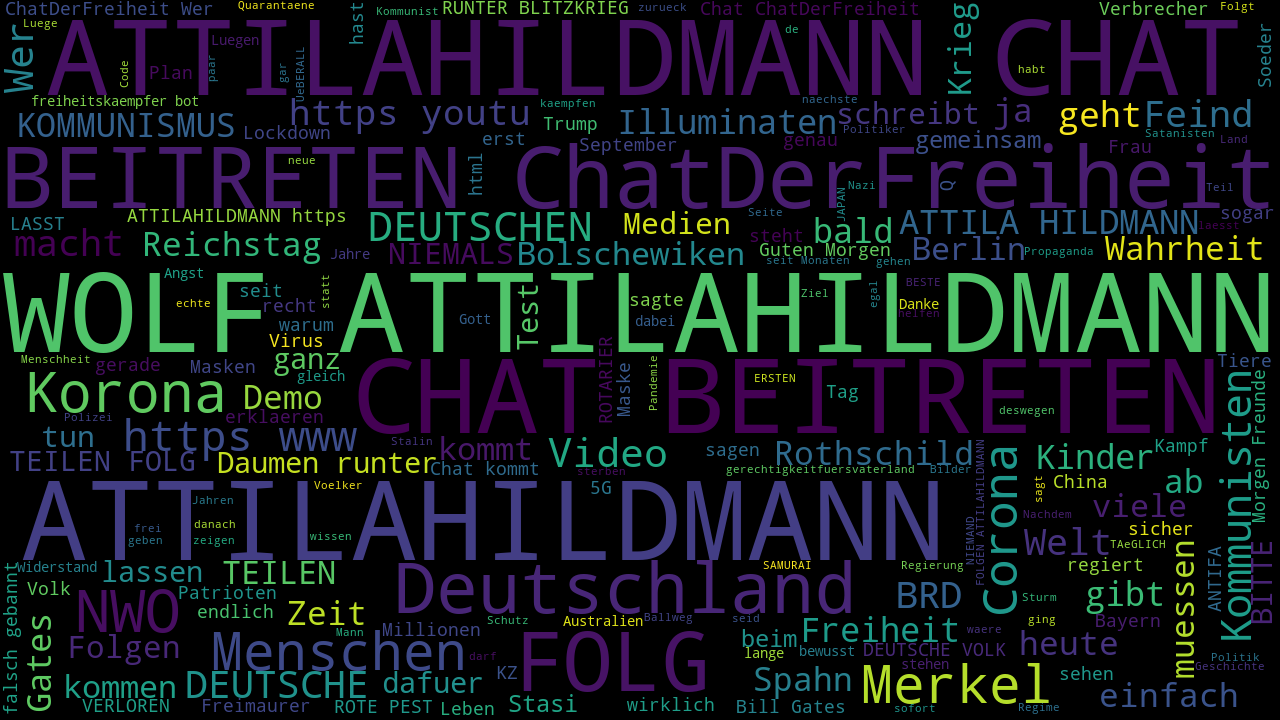 ChatDerFreiheit Wer
Quarantaene
Kommunist
RUNTER BLITZKRIEG
zurueck
Chat ChatDerFreiheit
Verbrecher
Folgt
Luege
Wer
ATTILAHILDMANN CHAT
hast
de
Krieg
Soeder
Luegen
Plan
Code
paar
gar
UeBERALL
habt
freiheitskaempfer bot
https youtu
kaempfen
naechste
schreibt
ja
geht
Feind
KOMMUNISMUS
Lockdown
erst
Trump
Illuminaten
Politiker
gemeinsam
Satanisten
Land
September
genau
Frau
BEITRETEN ChatDerFreiheit
neue
html
JAPAN
Nazi
Q
Teil
LASST
ATTILAHILDMANN https
DEUTSCHEN
Medien
Seite
bald
ATTILA HILDMANN
sogar
laesst
macht
Reichstag
Jahre
NIEMALS
Bolschewiken
steht
Guten Morgen
Berlin
Propaganda
Wahrheit
seit Monaten
gehen
Angst
WOLF ATTILAHILDMANN
echte
seit
recht
statt
warum
Virus
Gott
Test
sagte
dabei
Ziel
egal
BEST
Danke
helfen
Menschheit
gerade
Masken
ganz
gleich
ROTARIER
Maske
Pandemie
CHAT BEITRETEN
ERSTEN
Tag
deswegen
Tiere
Korona
Demo
Polizei
erklaeren
tun
https www
Stalin
kommt
Video
sagen
Rothschild
Kinder
Kampf
Kommunisten
Morgen Freunde
TEILEN FOLG
Daumen runter
Chat kommt
sterben
gerechtigkeitfuersvaterland
Bilder
FOLGEN ATTILAHILDMANN
NIEMAND
Corona
sagt
China
ab
ATTILAHILDMANN
Voelker
5G
Jahren
frei
geben
danach
zeigen
wissen
Nachdem
viele
sicher
Welt
TAeGLICH
regiert
ANTIFA
BITTE
falsch gebannt
Widerstand
lassen
TEILEN
SAMURAI
Regierung
Volk
Patrioten
Deutschland
BRD
Sturm
gibt
muessen
NWO
endlich
Zeit
Schutz
Australien
Ballweg
seid
ging
Bayern
Gates
Folgen
Menschen
Mann
Millionen
FOLG
beim
Freiheit
waere
heute
Politik
lange
bewusst
DEUTSCHE VOLK
Geschichte
darf
KZ
stehen
sehen
kommen
DEUTSCHE
dafuer
Spahn
Merkel
einfach
VERLOREN
Freimaurer
ROTE PEST
Leben
Stasi
wirklich
Bill Gates
sofort
Regime